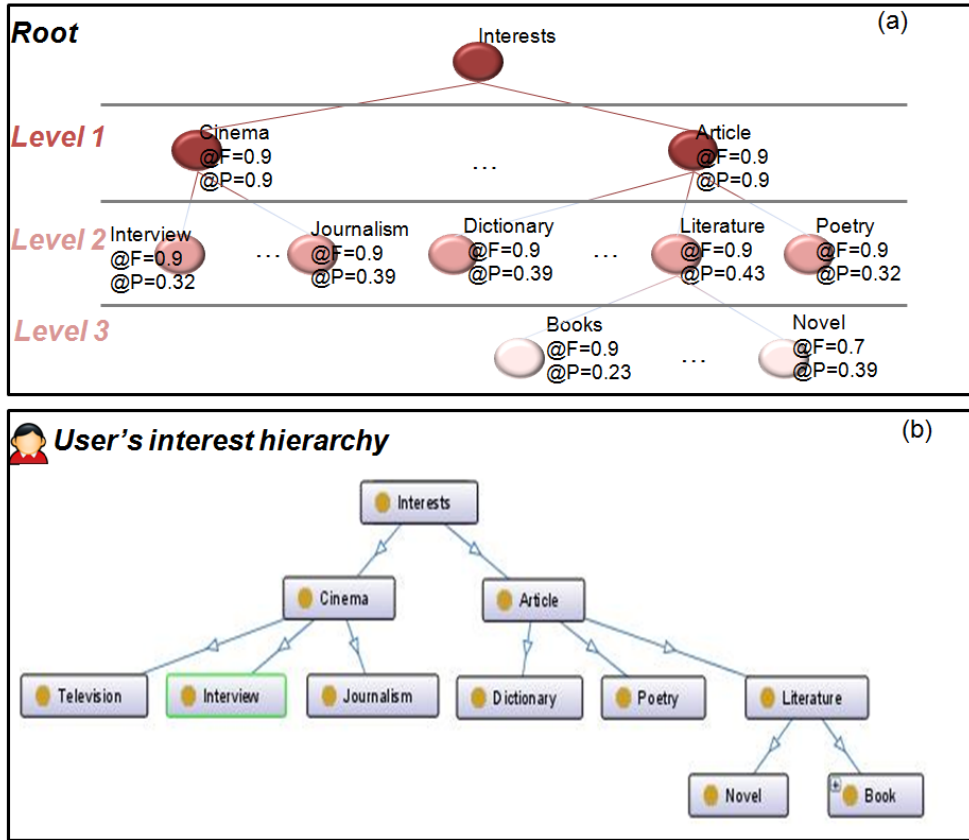 Root
(a)
Interests
Level 1
Cinema
@F=0.9
@P=0.9
...
Article
@F=0.9
@P=0.9
Level 2
Interview
@F=0.9
@P=0.32
...
Journalism
@F=0.9
@P=0.39
Dictionary
@F=0.9
@P=0.39
...
Literature
@F=0.9
@P=0.43
Poetry
@F=0.9
@P=0.32
Level 3
Books
@F=0.9
@P=0.23
...
Novel
@F=0.7
@P=0.39
User's interest hierarchy
(b)
Interests
Cinema
Article
Television
Interview
Journalism
Dictionary
Poetry
Literature
Novel
Book